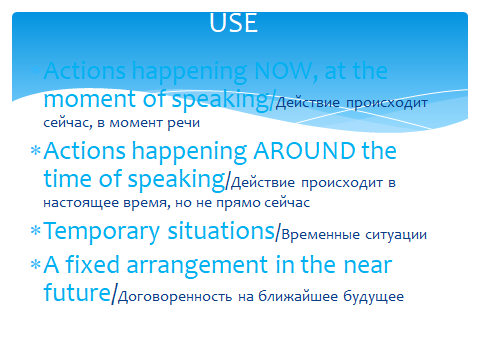 USE
Actions happening NOW, at the
moment of speaking/Действие происходит
сейчас, в момент речи
Actions happening AROUND the
time of speaking/Действие происходит в
настоящее время, но не прямо сейчас
Temporary situations/Временные ситуации
A fixed arrangement in the near
future/Договоренность на ближайшее будущее